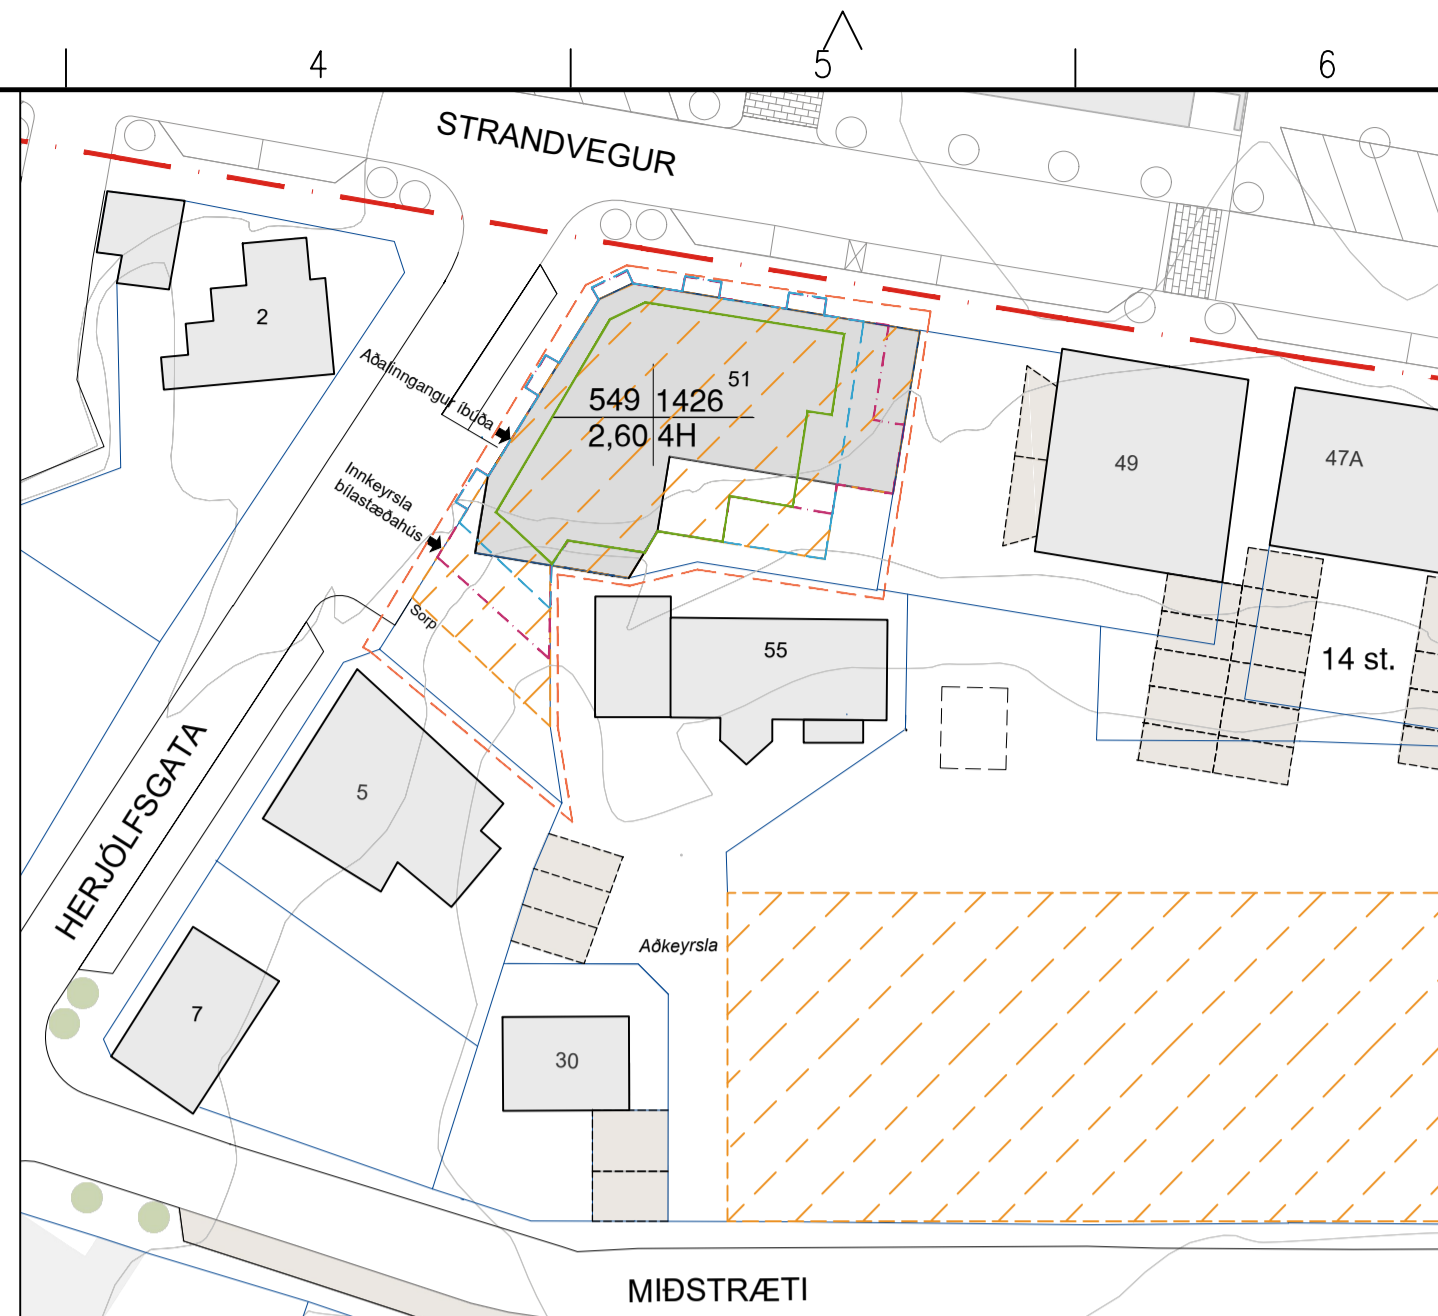 4
5
6
STRANDVEGUR
2
Aðalinngangur íbúða
51
549 1426
2,60 4H
49
47A
Innkeyrsla
bílastæðahús
Sorp
55
14 st.
5
HERJÓLFSGATA
Aðkeyrsla
7
30
MIÐSTRÆTI